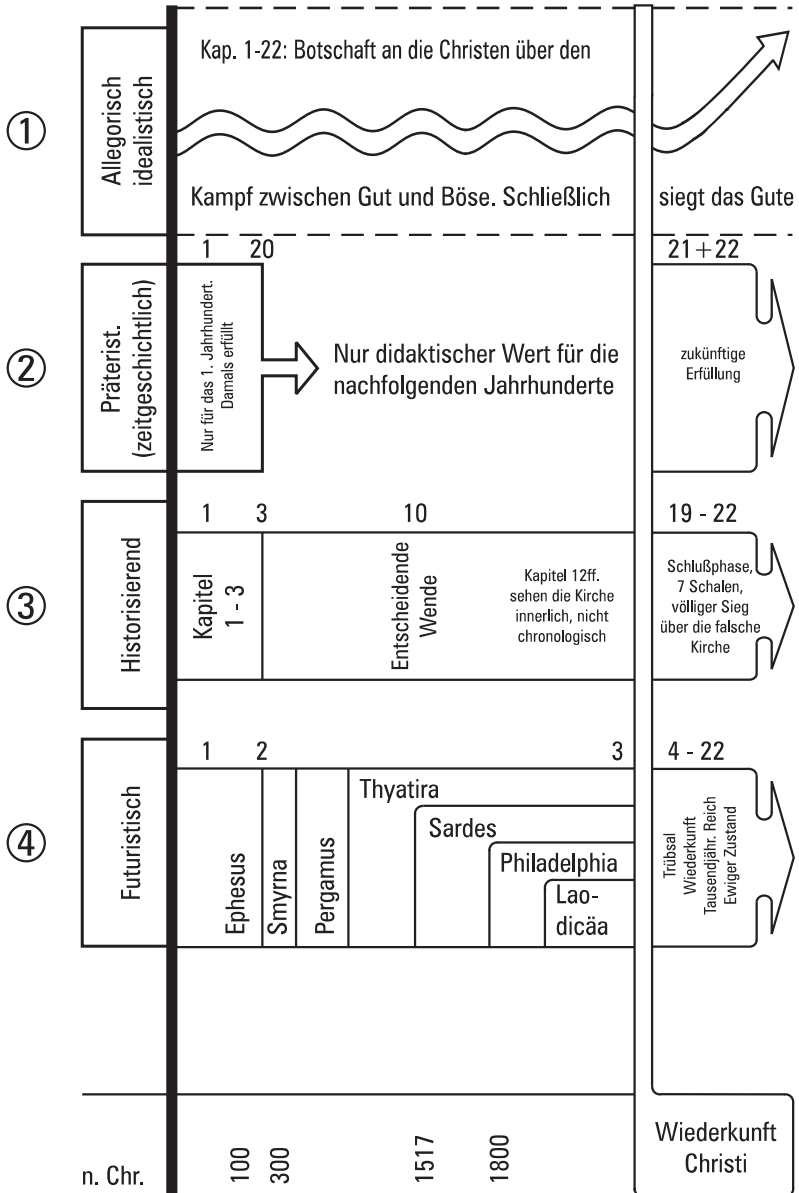 Kap. 1-22: Botschaft an die Christen über den
①
Allegorisch
idealistisch
Kampf zwischen Gut und Böse. Schließlich siegt das Gute
1 20 21+22
②
Präterist.
(zeitgeschichtlich)
Nur für das 1. Jahrhundert.
Damals erfüllt
Nur didaktischer Wert für die
nachfolgenden Jahrhunderte
zukünftige
Erfüllung
1 3 10 19 - 22
③
Historisierend
Kapitel
1 - 3
Entscheidende
Wende
Kapitel 12ff.
sehen die Kirche
innerlich, nicht
chronologisch
Schlußphase,
7 Schalen,
völliger Sieg
über die falsche
Kirche
1 2 3 4 - 22
④
Futuristisch
Ephesus
Smyrna
Pergamus
Thyatira
Sardes
Philadelphia
Lao-
dicäa
Trübsal
Wiederkunft
Tausendjähr. Reich
Ewiger Zustand
n. Chr.
100
300
1517
1800
Wiederkunft
Christi